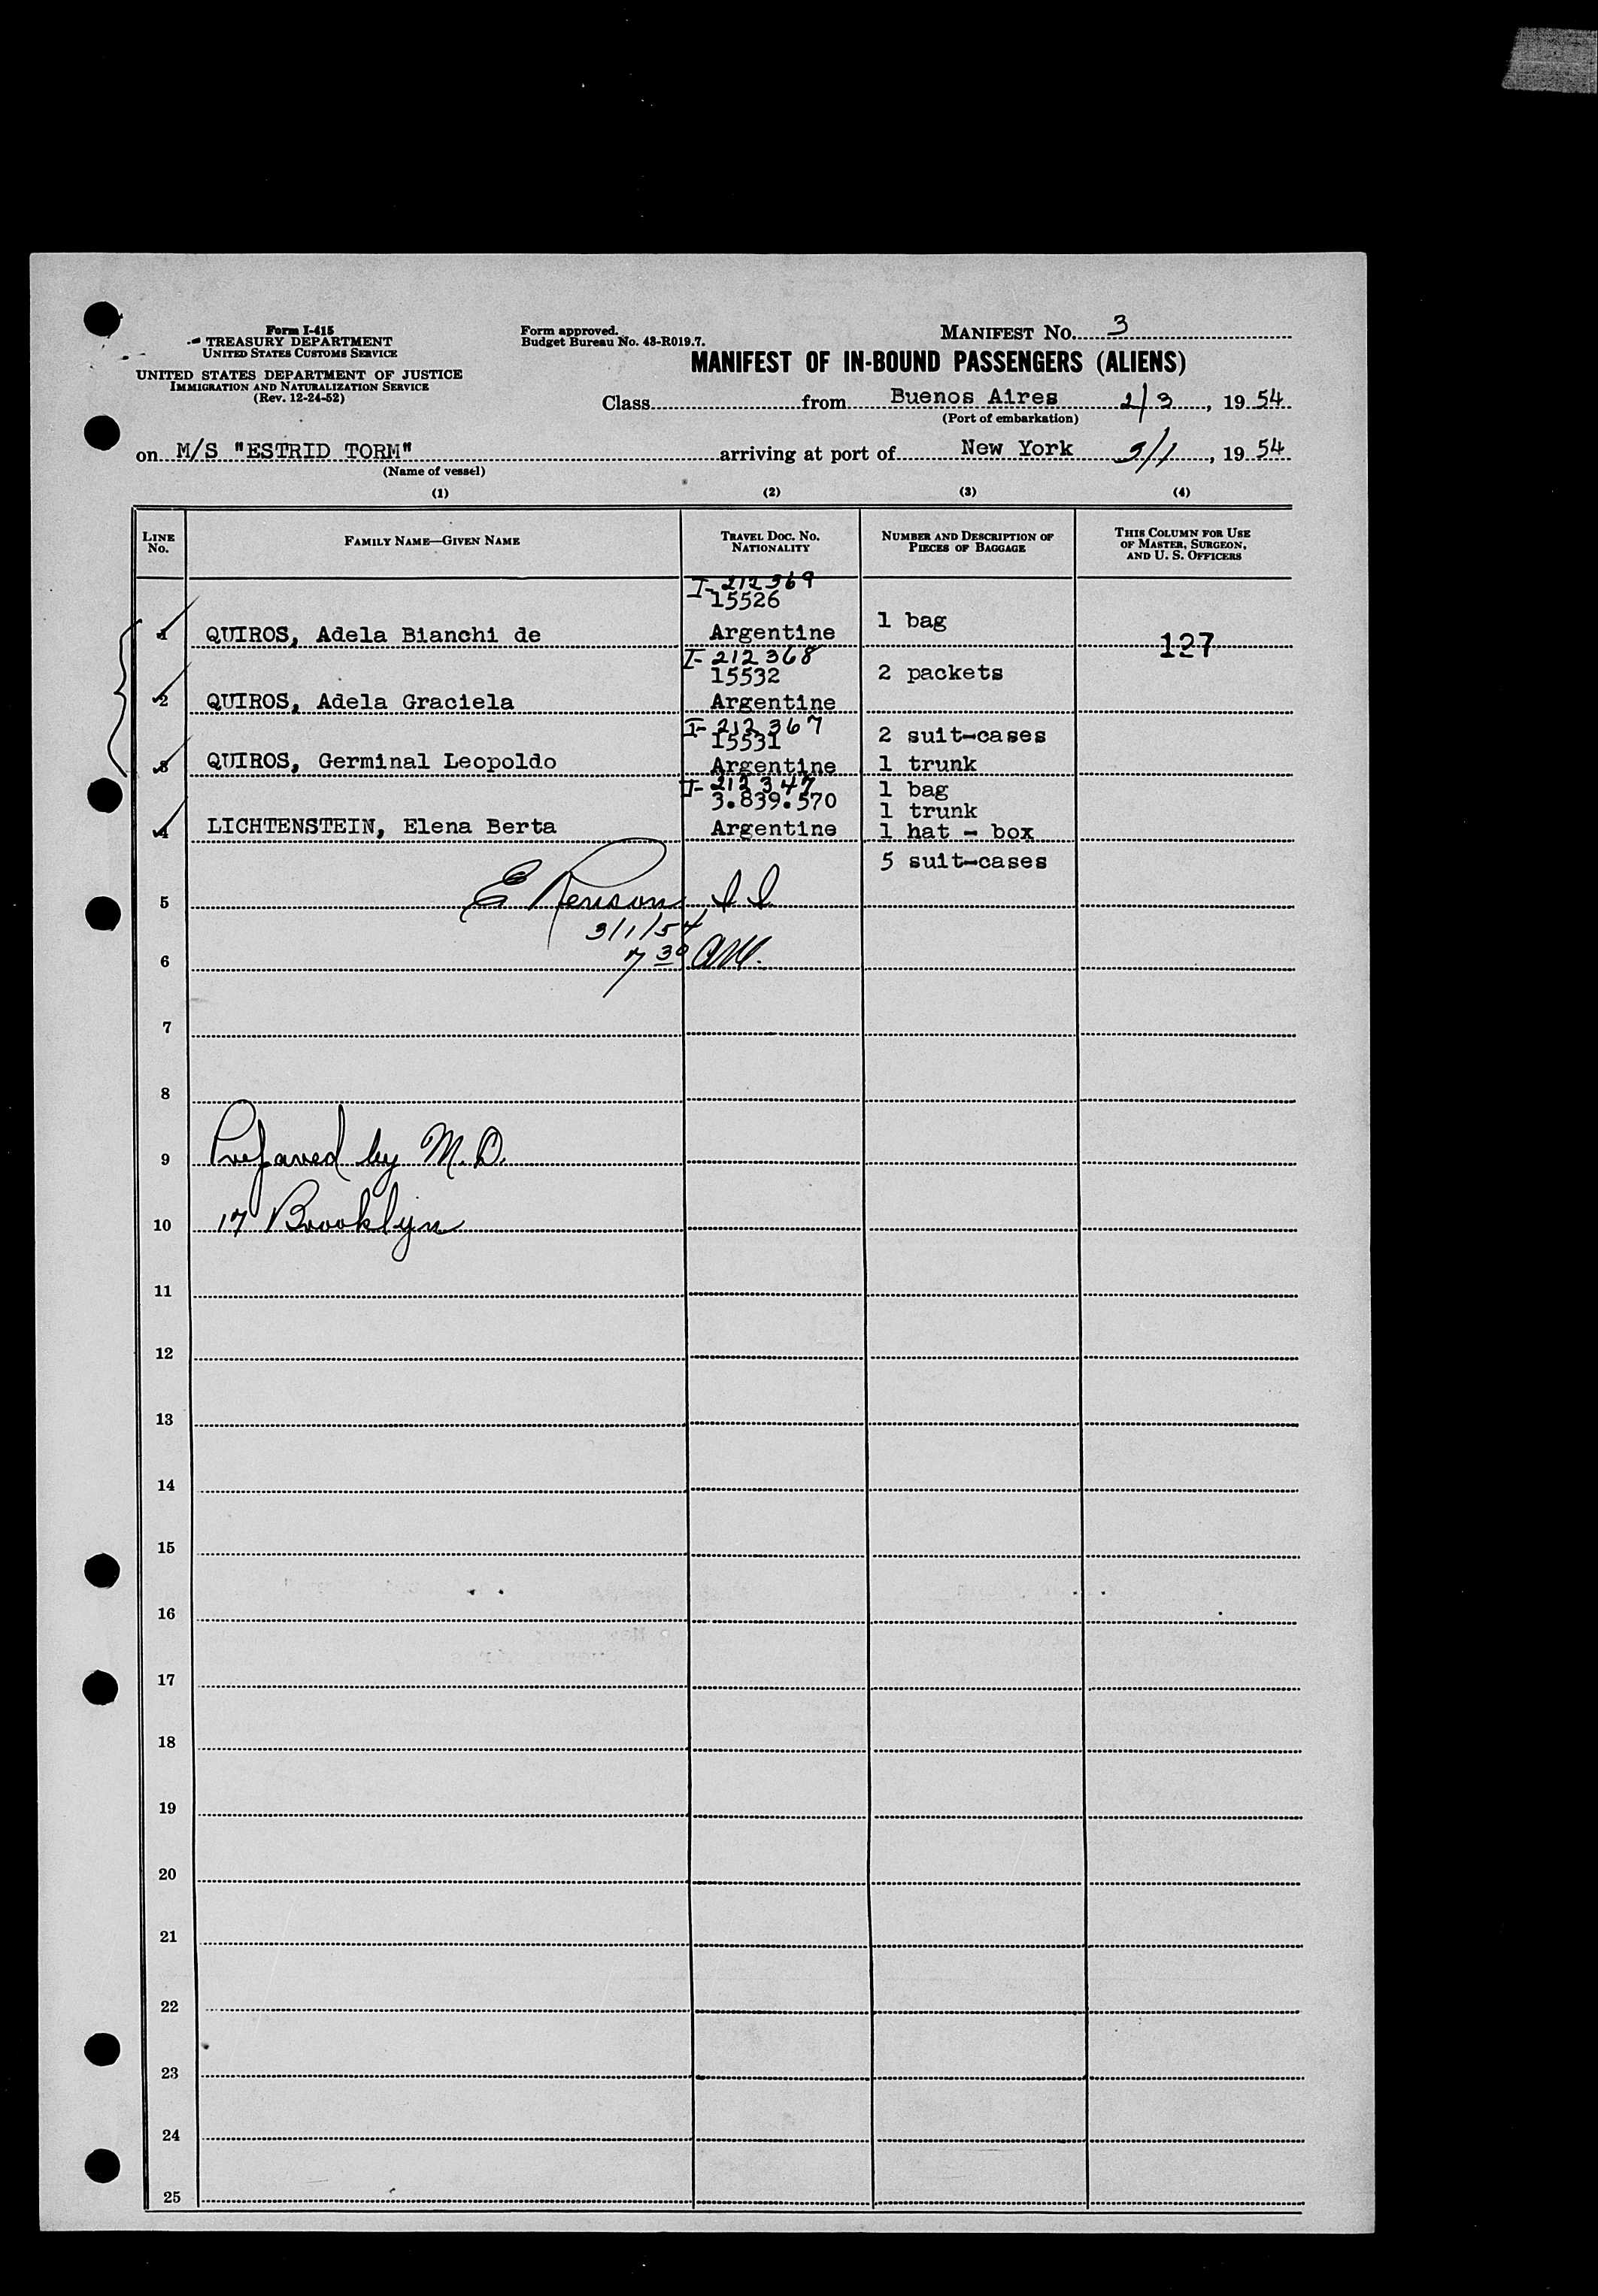 Form I-415
TREASURY DEPARTMENT
UNITED STATES CUSTOMS SERVICE
UNITED STATES DEPARTMENT OF JUSTICE
IMMIGRATION AND NATURALIZATION SERVICE
(Rev. 12-24-52)
Form approved.
Budget Bureau No. 43-R019.7.
MANIFEST NO. 3
MANIFEST OF IN-BOUND PASSENGERS (ALIENS)
Class from Buenos Aires 2/3, 19 54
(Port of embarkation)
on M/S "ESTRID TORM" arriving at port of New York 3/1, 19 54
(Name of vessel)
(1) (2) (3) (4)
LINE No. FAMILY NAME—GIVEN NAME TRAVEL DOC. NO. NATIONALITY NUMBER AND DESCRIPTION OF PIECES OF BAGGAGE THIS COLUMN FOR USE OF MASTER, SURGEON, AND U. S. OFFICERS
I-212369
15526
1 QUIROS, Adela Bianchi de Argentine 1 bag 127
I-212368
15532 2 packets
2 QUIROS, Adela Graciela Argentine
I-212367
15531 2 suit-cases
3 QUIROS, Germinal Leopoldo Argentine 1 trunk
I-212347 1 bag
3.839.570 1 trunk
4 LICHTENSTEIN, Elena Berta Argentine 1 hat - box
5 suit-cases
5 E
3/1/54
6 7 30 AM.
7
8
9 Prepared by M.O.
10 17 Brooklyn
11
12
13
14
15
16
17
18
19
20
21
22
23
24
25